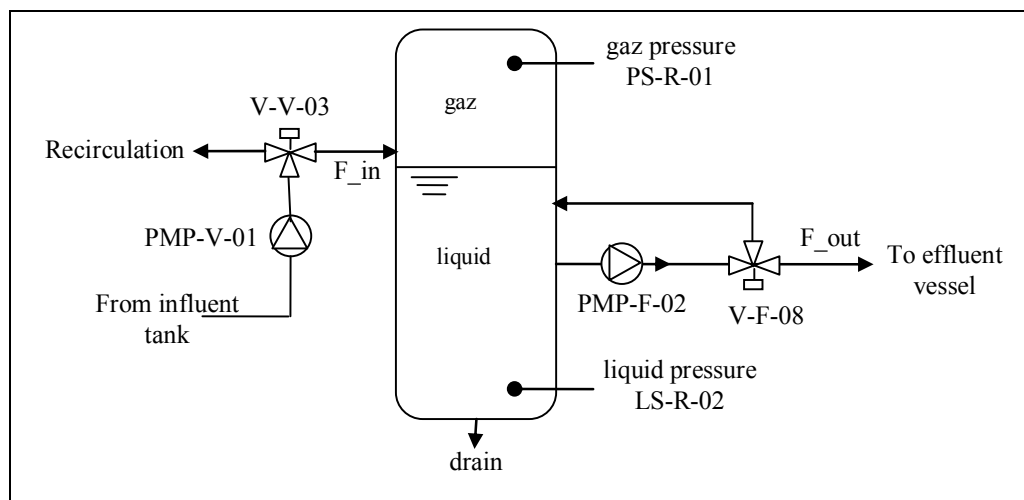 gaz pressure
PS-R-01
V-V-03
gaz
Recirculation
F_in
PMP-V-01
liquid
F_out
To effluent
vessel
PMP-F-02
V-F-08
From influent
tank
liquid pressure
LS-R-02
drain